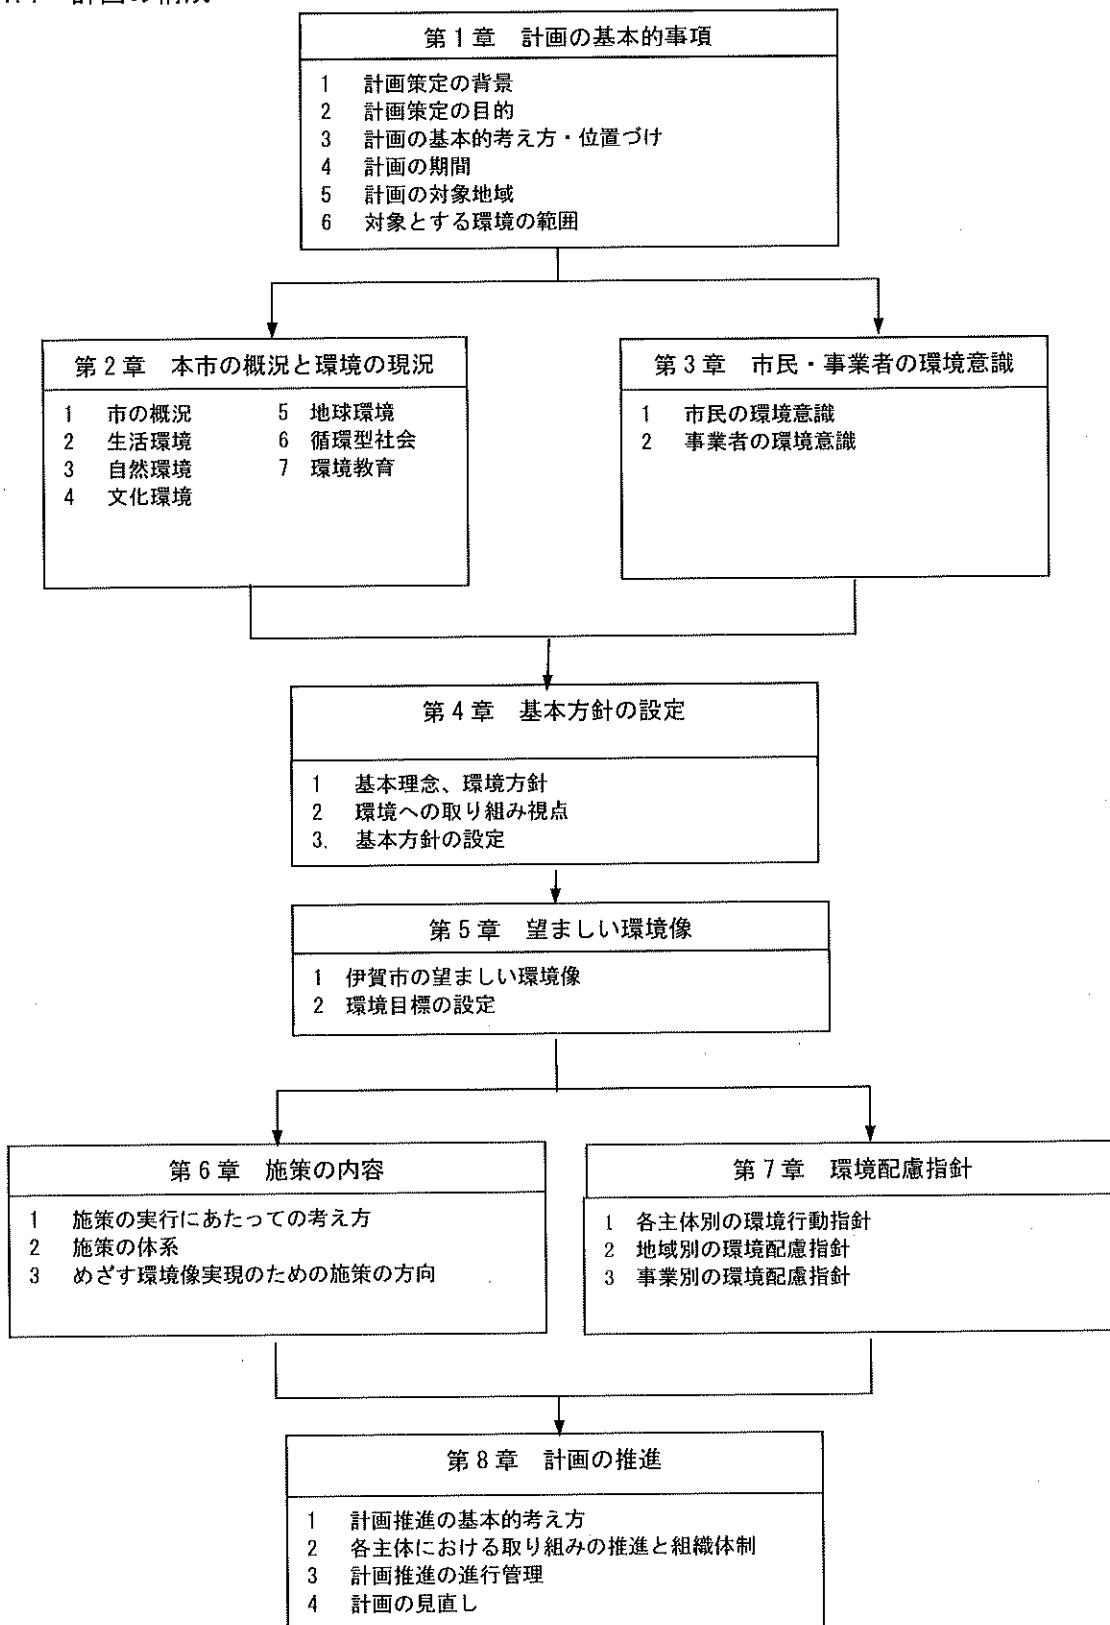 第1章　計画の基本的事項
1　計画策定の背景
2　計画策定の目的
3　計画の基本的考え方・位置づけ
4　計画の期間
5　計画の対象地域
6　対象とする環境の範囲
第2章　本市の概況と環境の現況
1　市の概況
2　生活環境
3　自然環境
4　文化環境
5　地球環境
6　循環型社会
7　環境教育
第3章　市民・事業者の環境意識
1　市民の環境意識
2　事業者の環境意識
第4章　基本方針の設定
1　基本理念、環境方針
2　環境への取り組み視点
3.　基本方針の設定
第5章　望ましい環境像
1　伊賀市の望ましい環境像
2　環境目標の設定
第6章　施策の内容
1　施策の実行にあたっての考え方
2　施策の体系
3　めざす環境像実現のための施策の方向
第7章　環境配慮指針
1　各主体別の環境行動指針
2　地域別の環境配慮指針
3　事業別の環境配慮指針
第8章　計画の推進
1　計画推進の基本的考え方
2　各主体における取り組みの推進と組織体制
3　計画推進の進行管理
4　計画の見直し